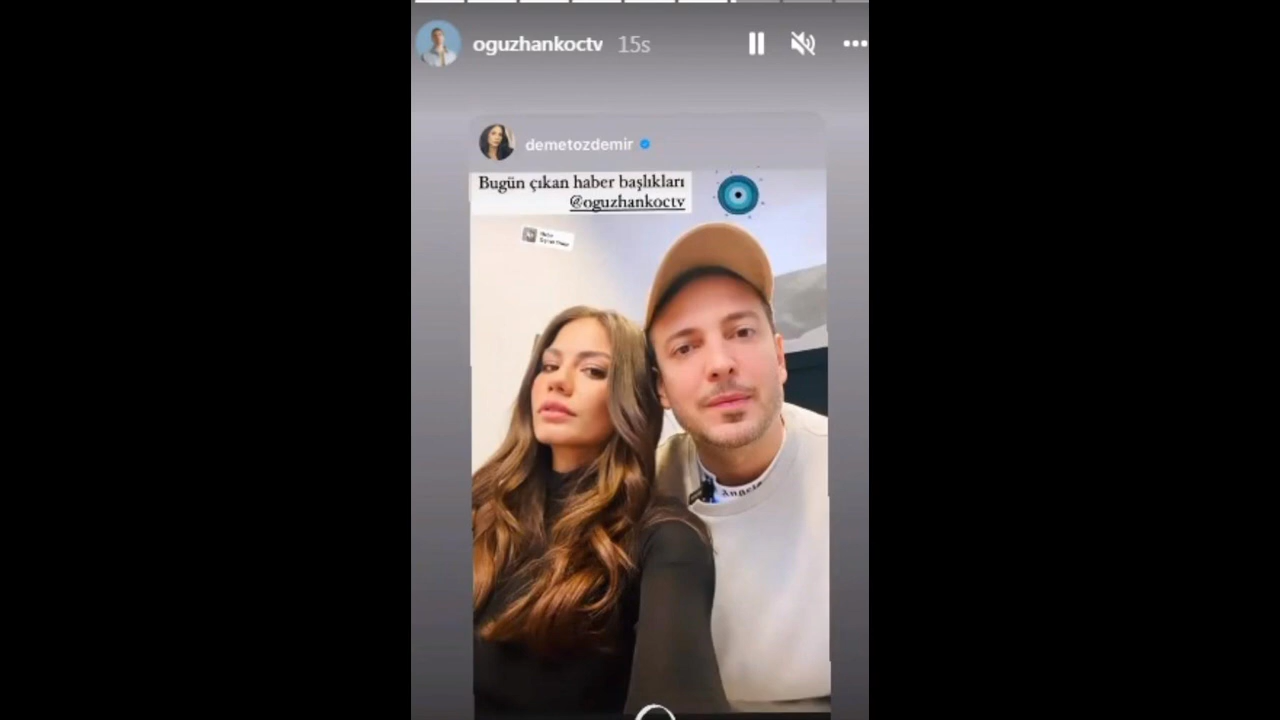 oguzhankoctv 15s
demetozdemir
Bugün çıkan haber başlıkları
@oguzhankoctv